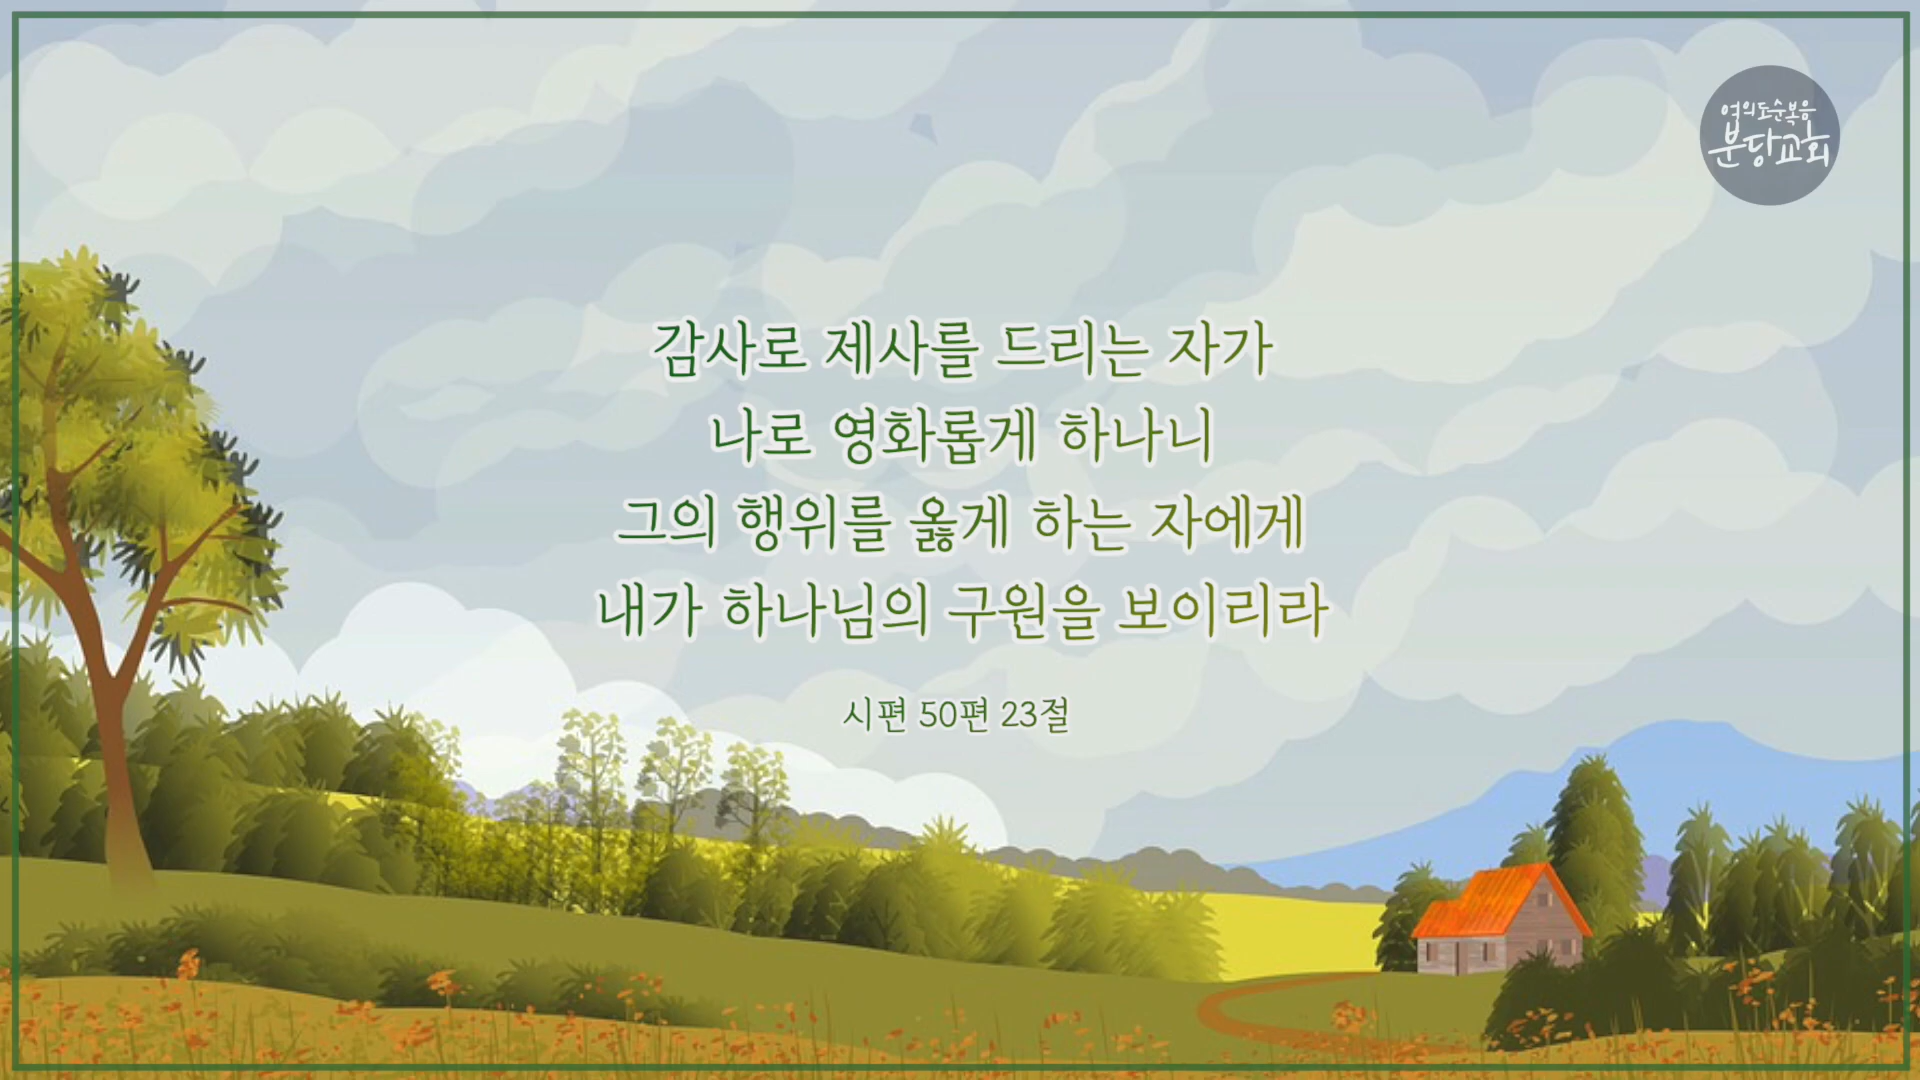 여의도순복음
분당교회
감사로 제사를 드리는 자가
나로 영화롭게 하나니
그의 행위를 옳게 하는 자에게
내가 하나님의 구원을 보이리라
시편 50편 23절